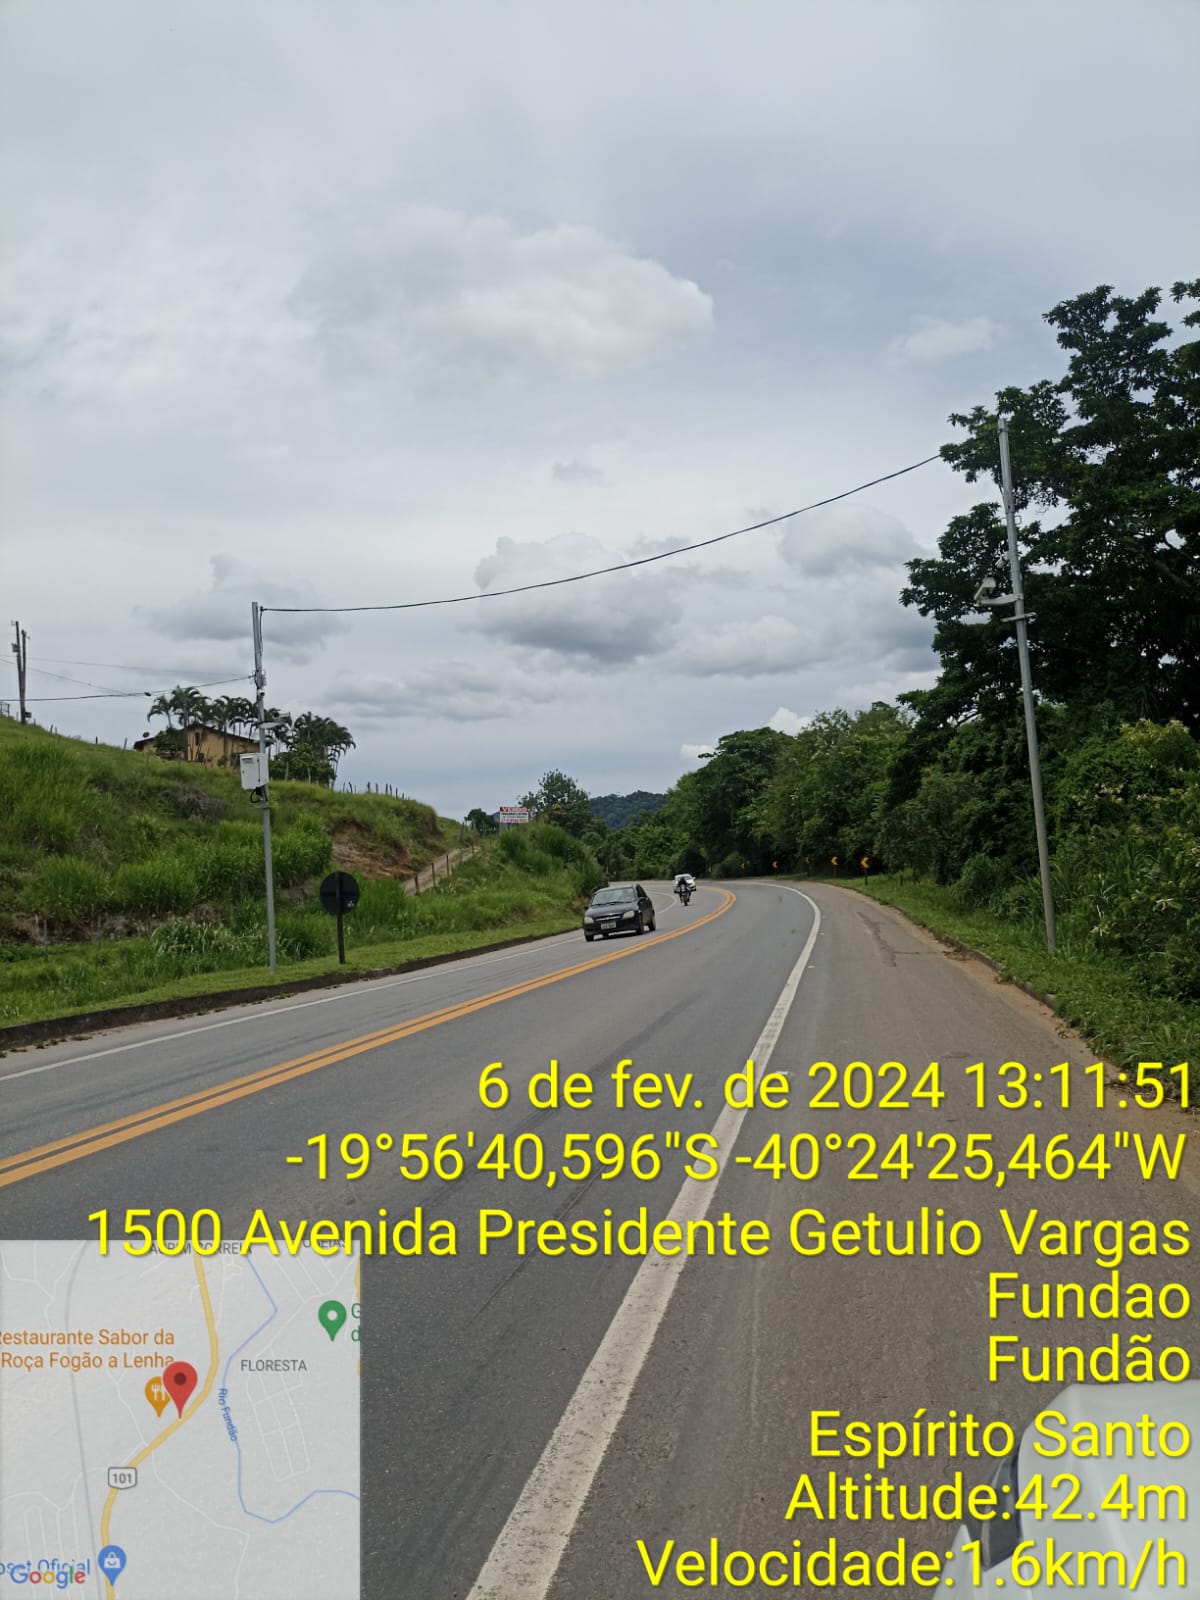 6 de fev. de 2024 13:11:51
-19°56'40,596"S -40°24'25,464"W
1500 Avenida Presidente Getulio Vargas
Fundao
Fundão
Espírito Santo
Altitude:42.4m
Velocidade:1.6km/h
Restaurante Sabor da
Roça Fogão a Lenha
FLORESTA
Rio Fundão
101
Oficial
Google